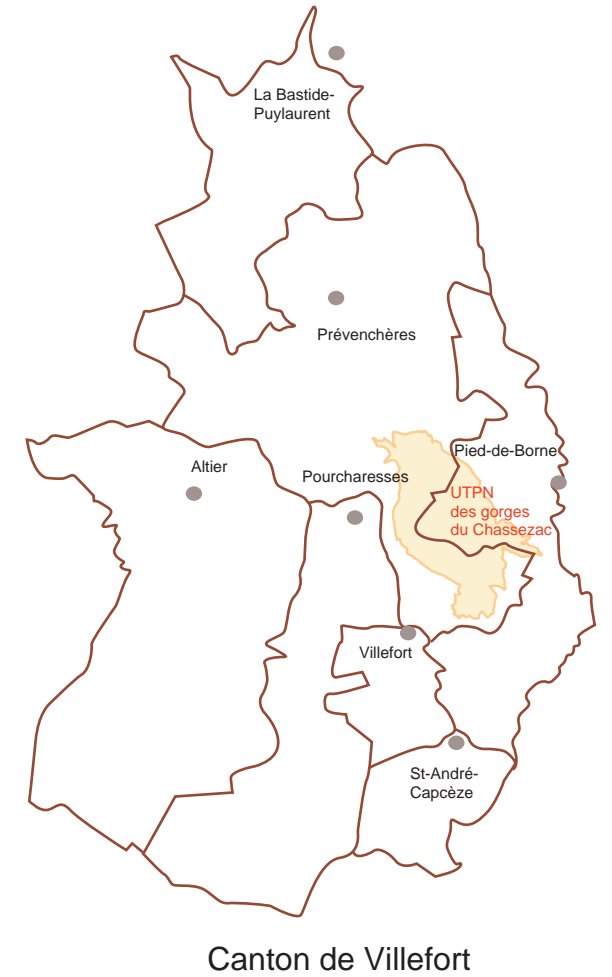 La Bastide-
Puylaurent
Prévenchères
Pied-de-Borne
Altier
Pourcharesses
UTPN
des gorges
du Chassezac
Villefort
St-André-
Capcèze
Canton de Villefort